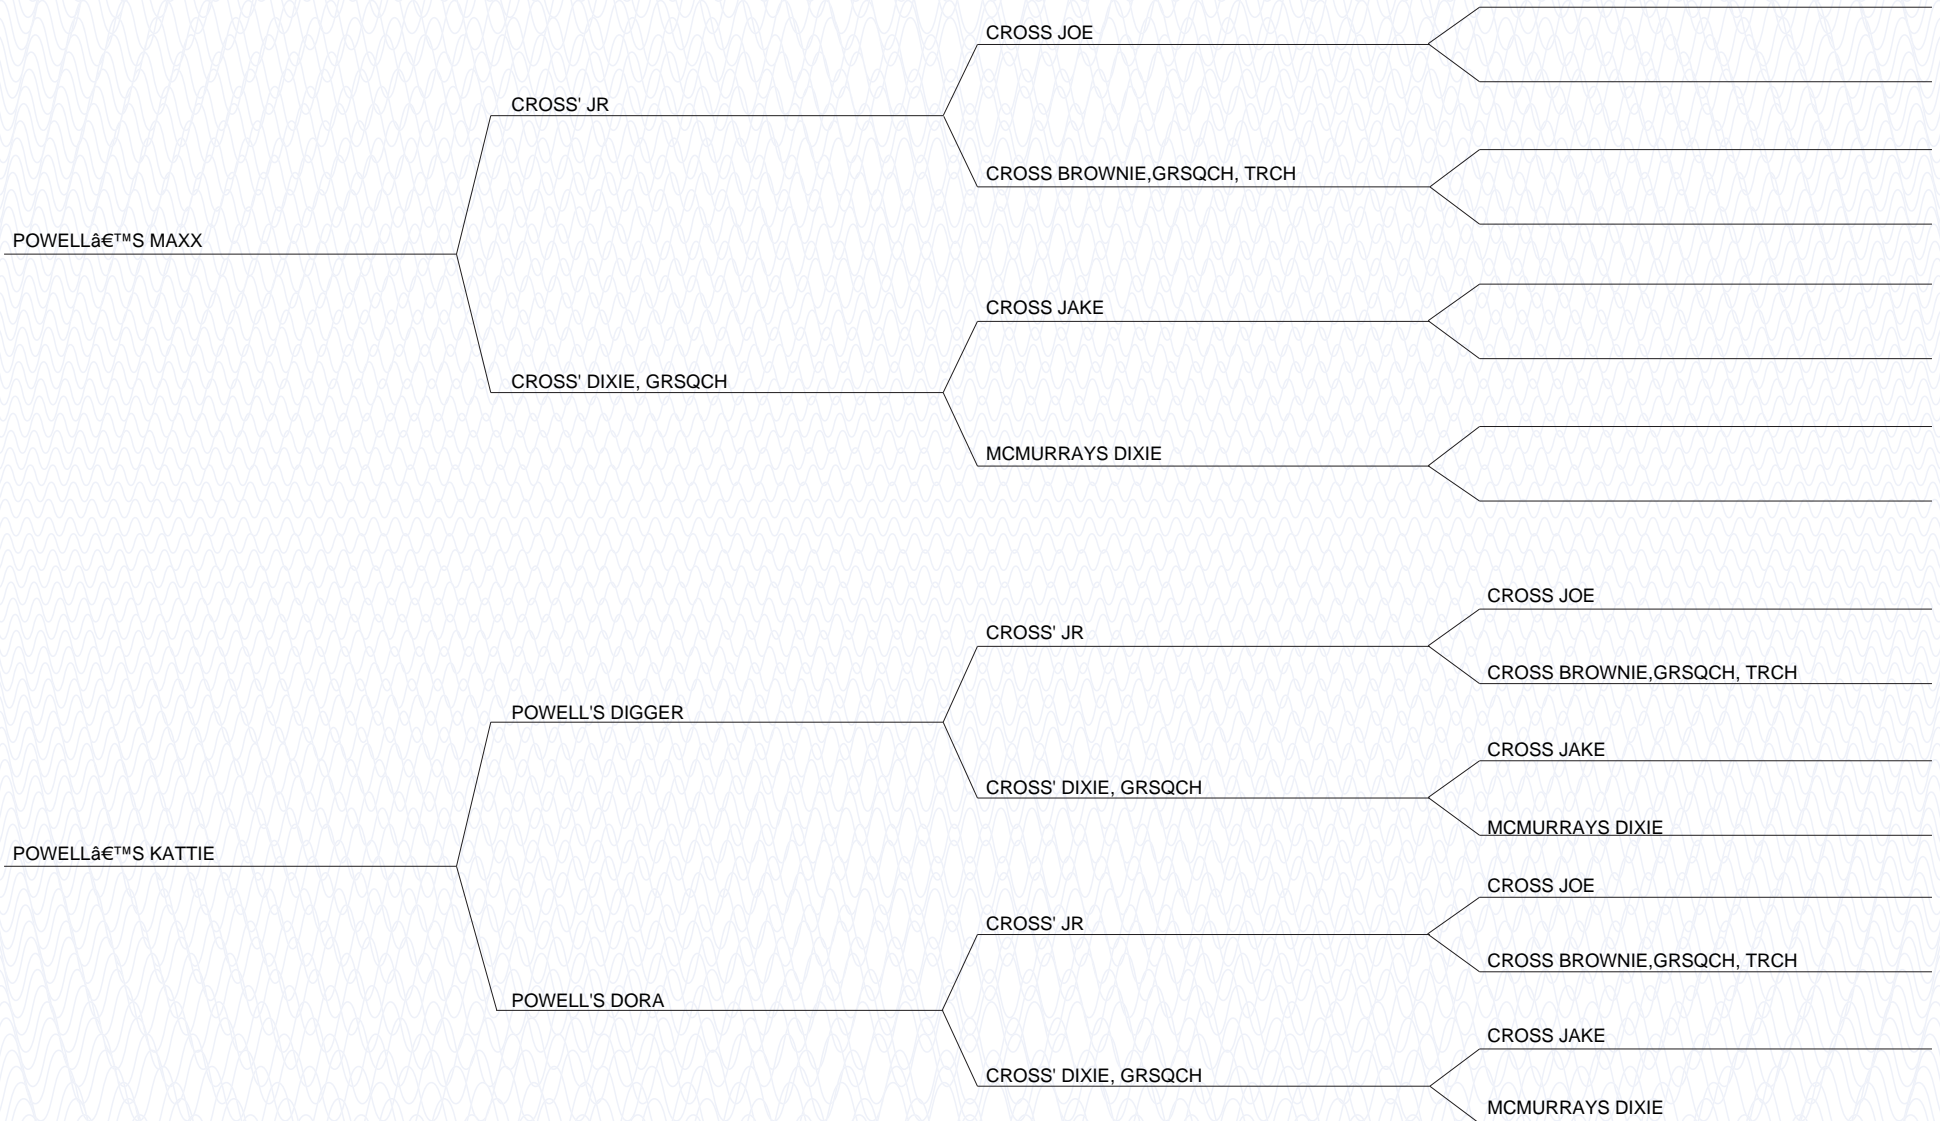 CROSS JOE
CROSS' JR
CROSS BROWNIE,GRSQCH, TRCH
POWELLâ€™S MAXX
CROSS JAKE
CROSS' DIXIE, GRSQCH
MCMURRAYS DIXIE
CROSS JOE
CROSS' JR
CROSS BROWNIE,GRSQCH, TRCH
POWELL'S DIGGER
CROSS JAKE
CROSS' DIXIE, GRSQCH
MCMURRAYS DIXIE
POWELLâ€™S KATTIE
CROSS JOE
CROSS' JR
CROSS BROWNIE,GRSQCH, TRCH
POWELL'S DORA
CROSS JAKE
CROSS' DIXIE, GRSQCH
MCMURRAYS DIXIE